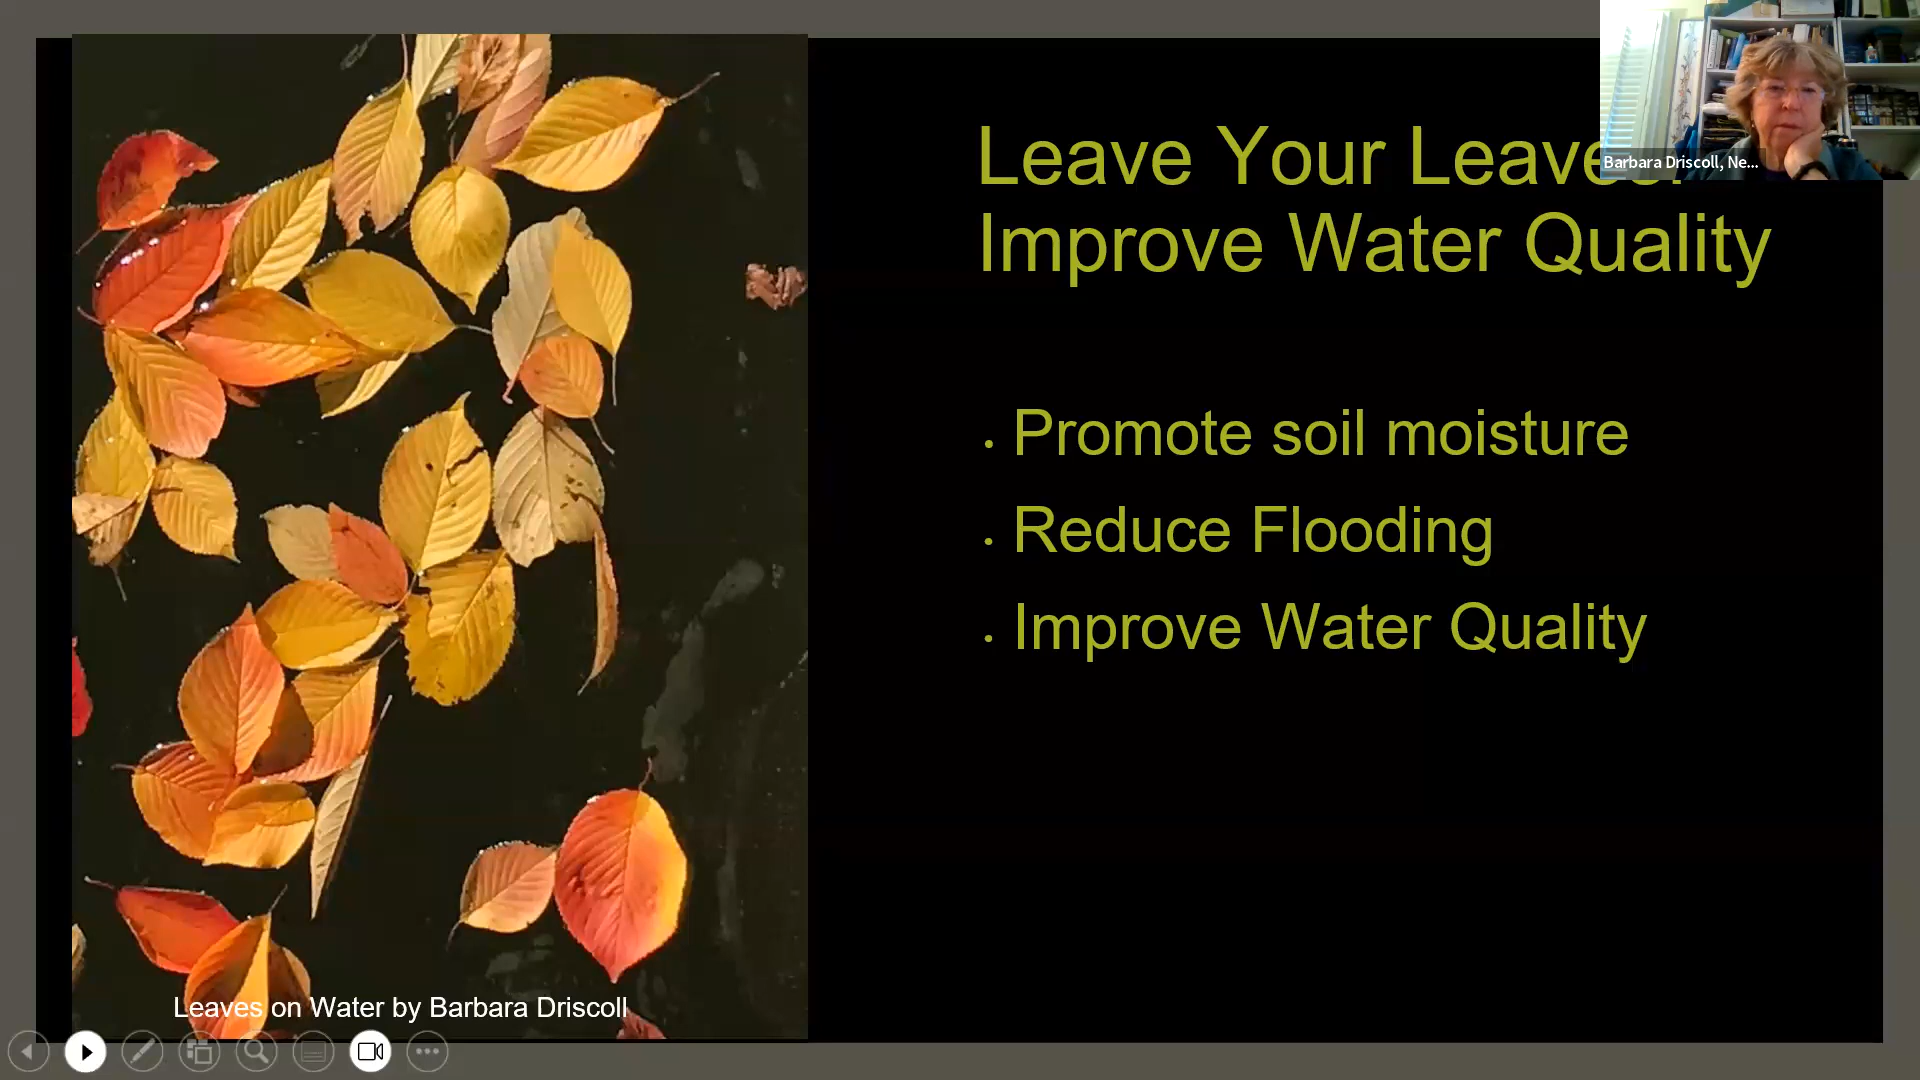 Leave Your Leaves:
Improve Water Quality
Barbara Driscoll, Ne...
• Promote soil moisture
• Reduce Flooding
• Improve Water Quality
Leaves on Water by Barbara Driscoll